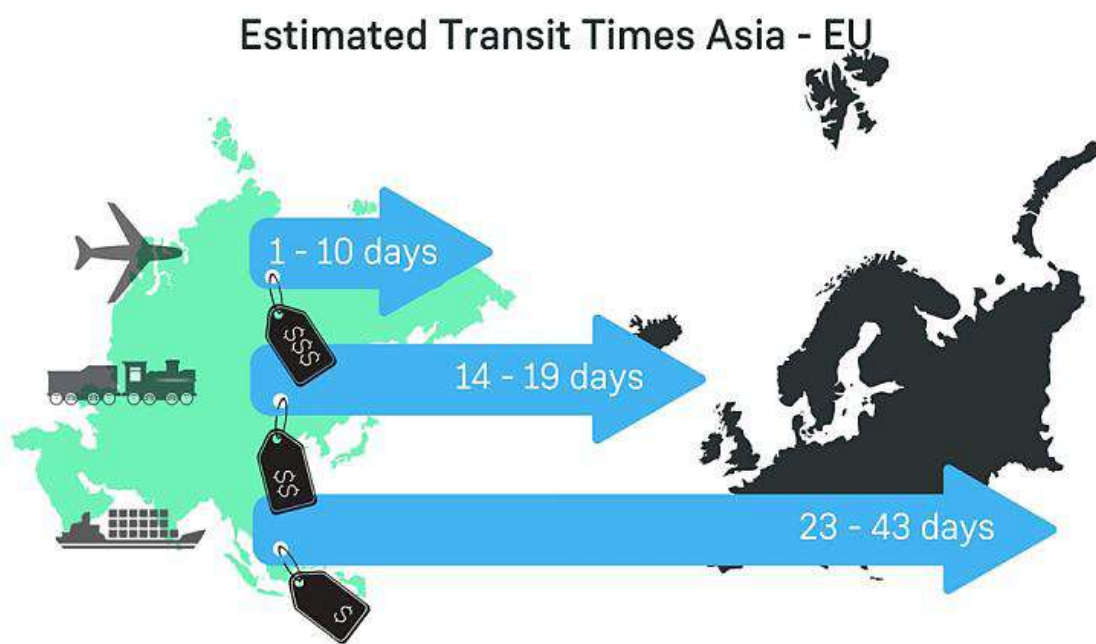 Estimated Transit Times Asia - EU
1 - 10 days
$$$
14 - 19 days
$$
23 - 43 days
$